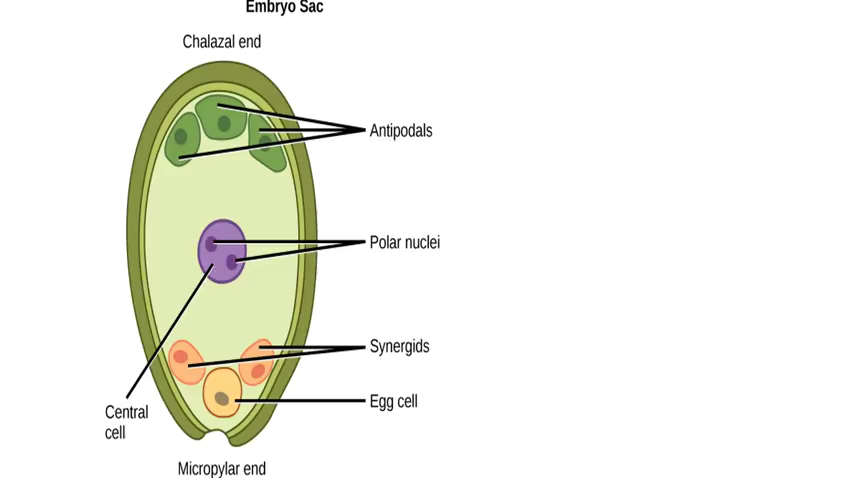 Embryo Sac
Chalazal end
Antipodals
Polar nuclei
Synergids
Egg cell
Central
cell
Micropylar end